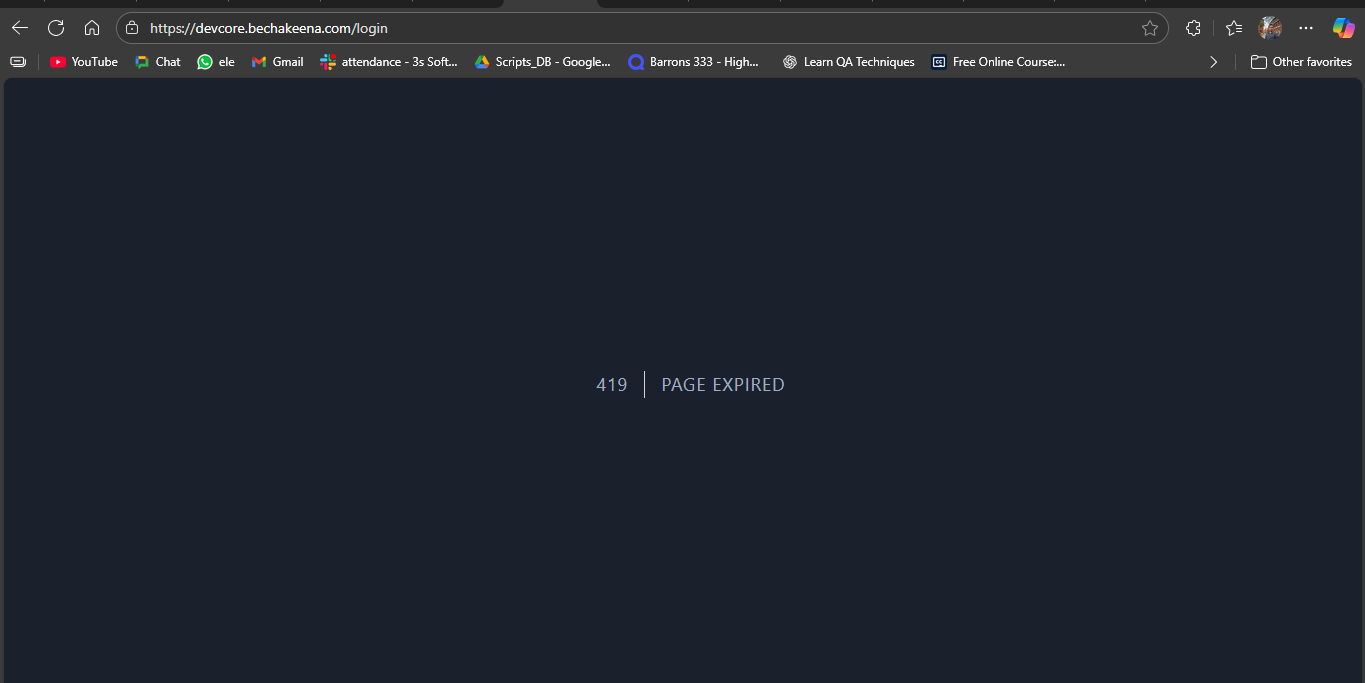 https://devcore.bechakeena.com/login
YouTube Chat ele Gmail attendance - 3s Soft... Scripts_DB - Google... Barrons 333 - High... Learn QA Techniques Free Online Course:... Other favorites
419 PAGE EXPIRED